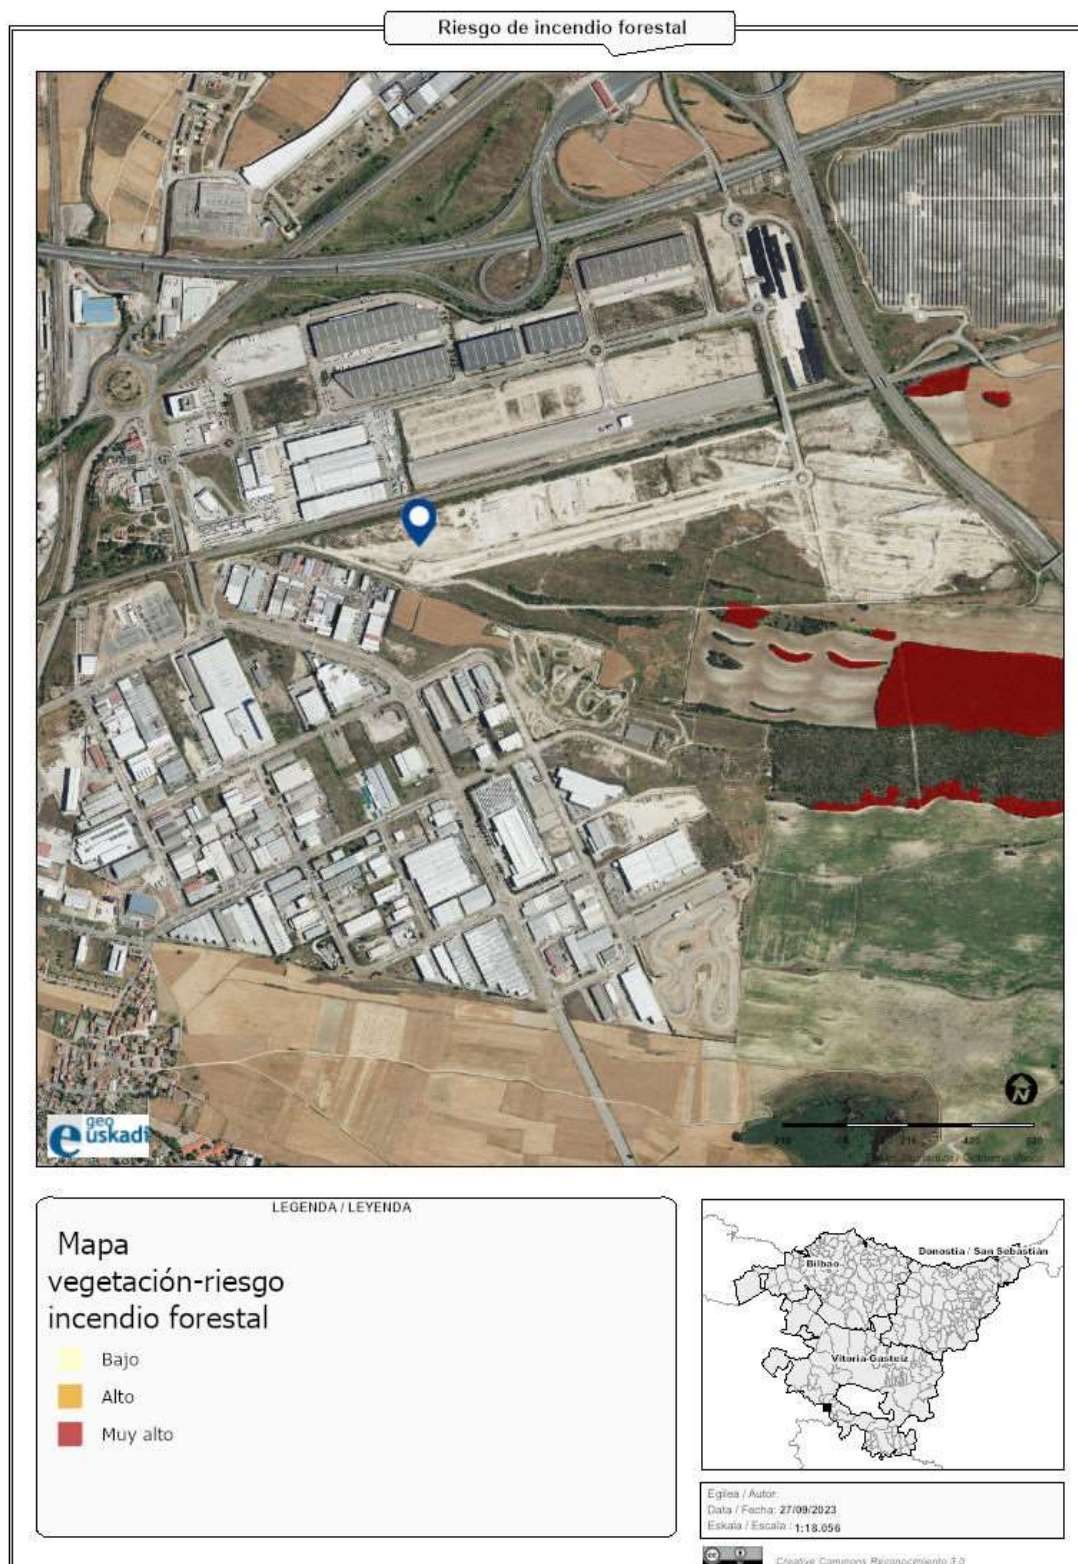 Riesgo de incendio forestal
geo
euskadi
LEGENDA / LEYENDA
Mapa
vegetación-riesgo
incendio forestal
Bajo
Alto
Muy alto
Donostia / San Sebastián
Bilbao
Vitoria-Gasteiz
Egilea / Autor:
Data / Fecha: 27/09/2023
Eskala / Escala : 1:18.056
Creative Commons Reconocimiento 3.0